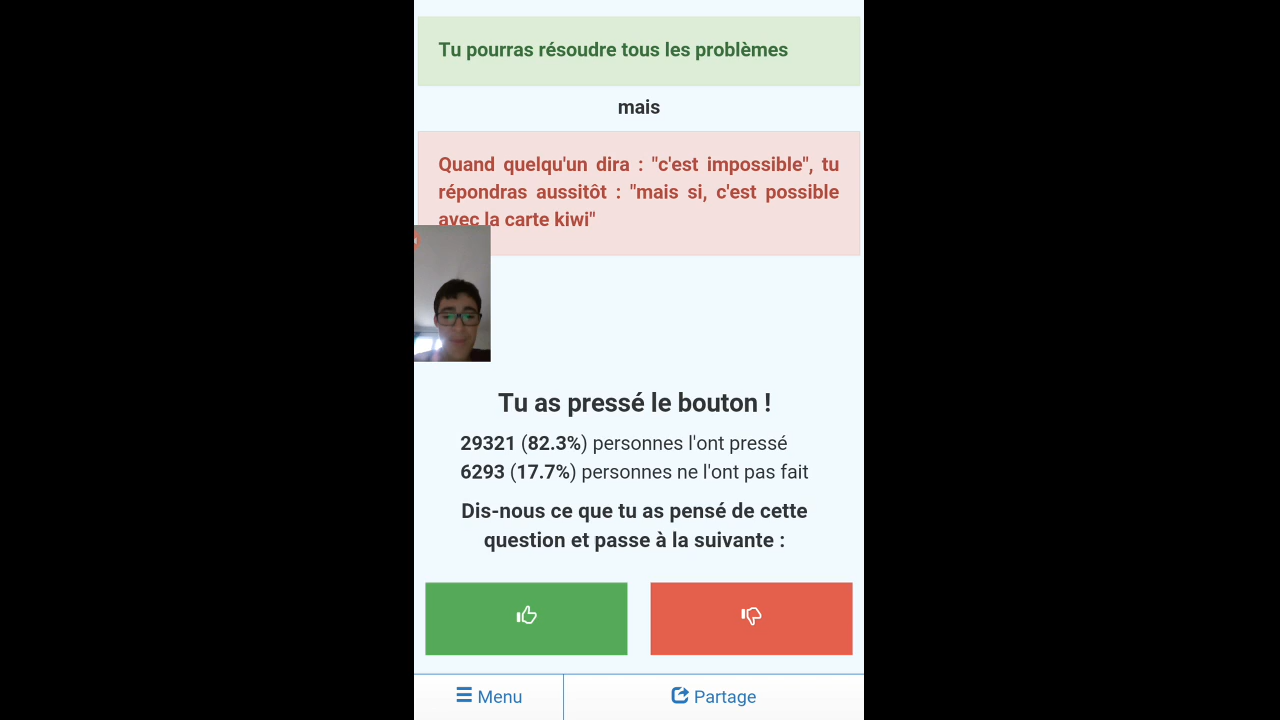 Tu pourras résoudre tous les problèmes
mais
Quand quelqu'un dira : "c'est impossible", tu
répondras aussitôt : "mais si, c'est possible
avec la carte kiwi"
Tu as pressé le bouton !
29321 (82.3%) personnes l'ont pressé
6293 (17.7%) personnes ne l'ont pas fait
Dis-nous ce que tu as pensé de cette
question et passe à la suivante :
Menu
Partage